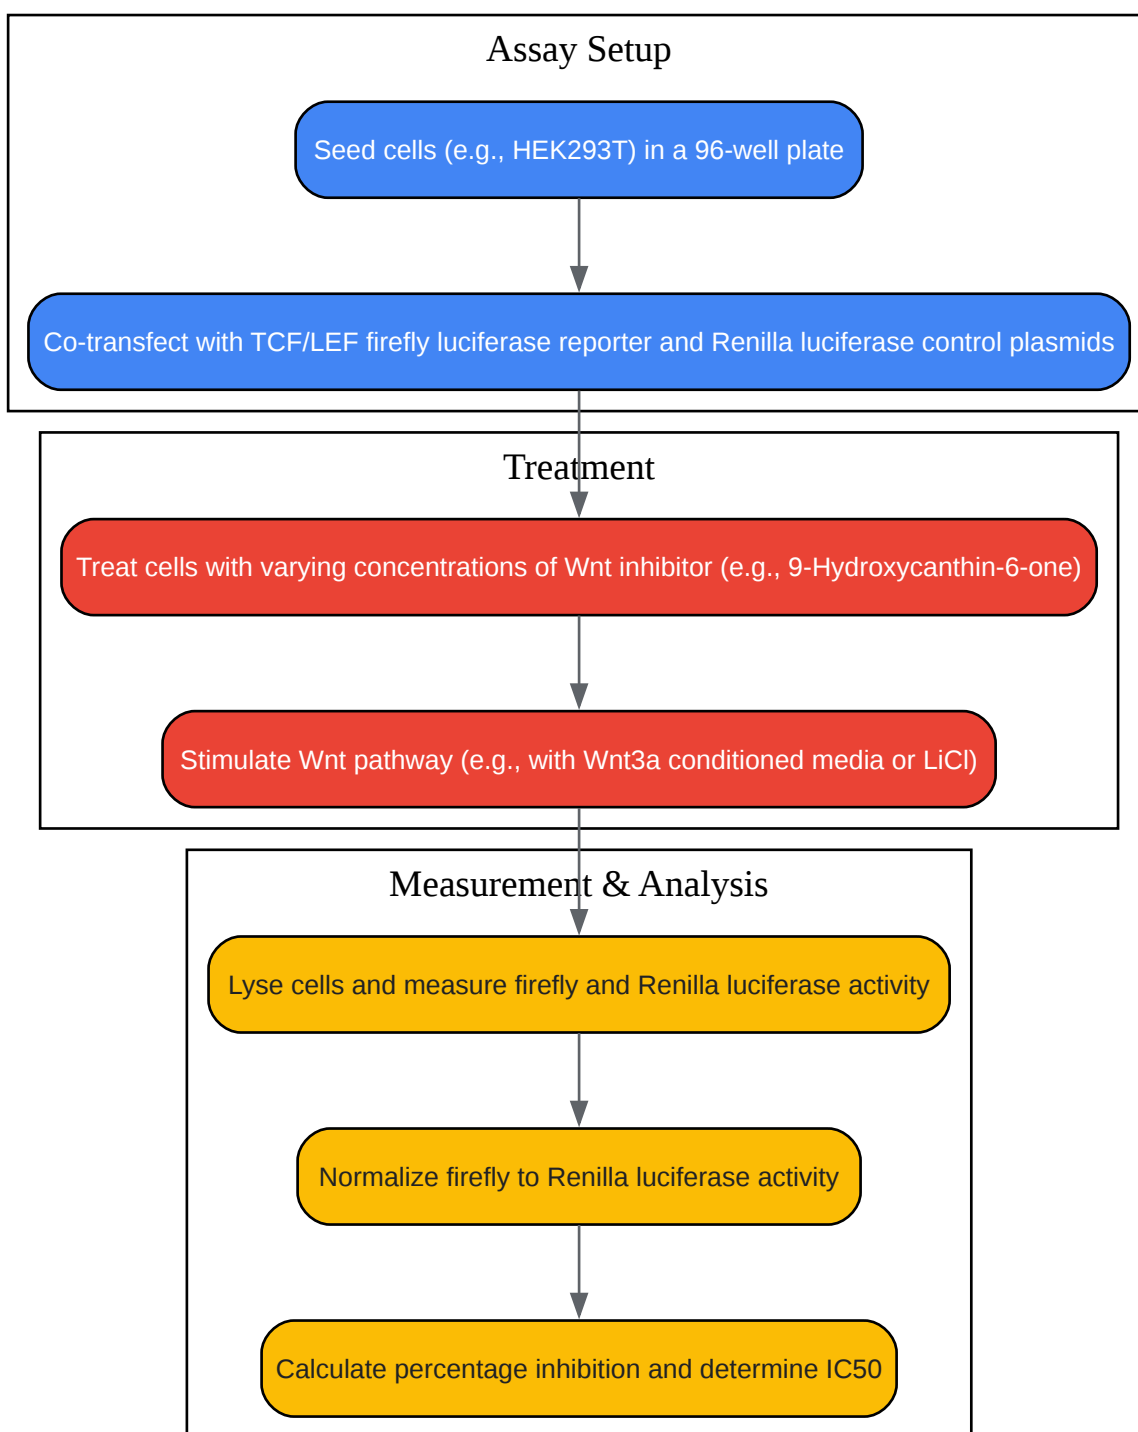 Assay Setup
Seed cells (e.g., HEK293T) in a 96-well plate
Co-transfect with TCF/LEF firefly luciferase reporter and Renilla luciferase control plasmids
Treatment
Treat cells with varying concentrations of Wnt inhibitor (e.g., 9-Hydroxycanthin-6-one)
Stimulate Wnt pathway (e.g., with Wnt3a conditioned media or LiCl)
Measurement & Analysis
Lyse cells and measure firefly and Renilla luciferase activity
Normalize firefly to Renilla luciferase activity
Calculate percentage inhibition and determine IC50